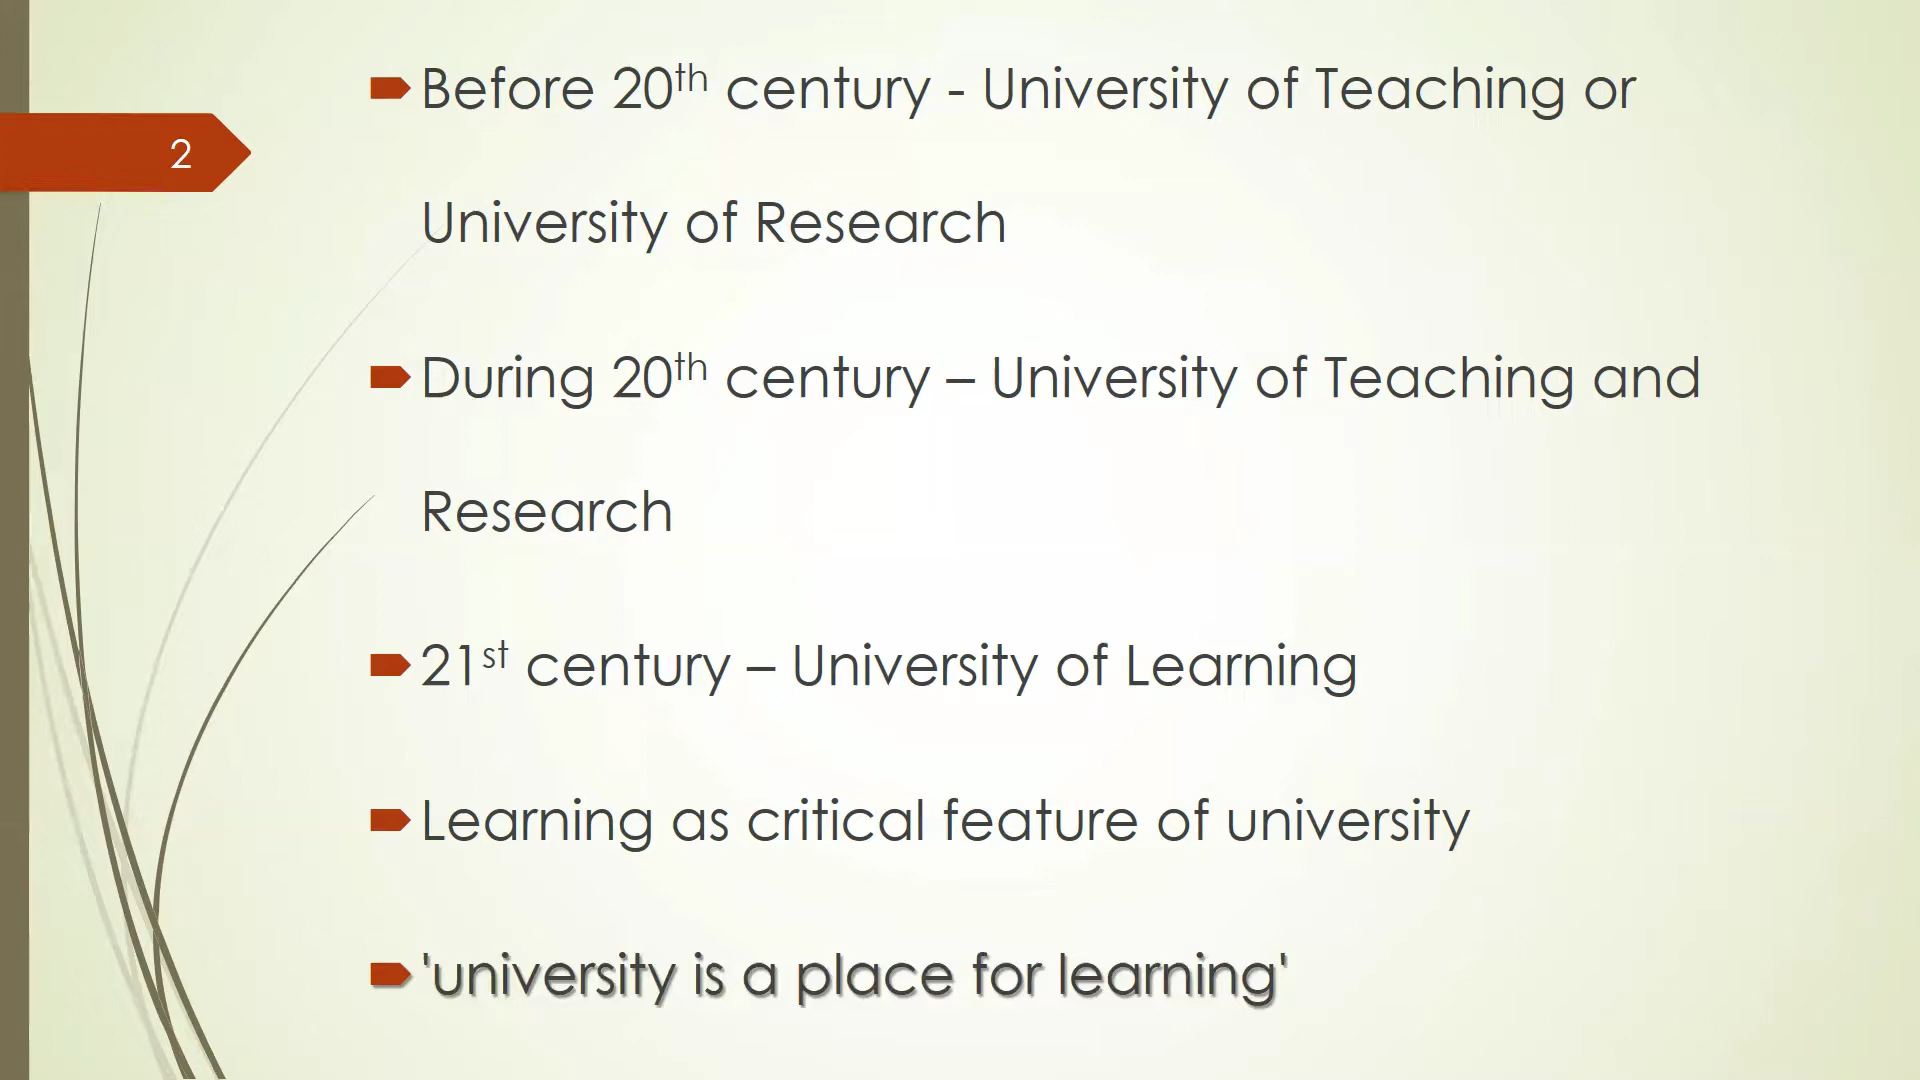 2
Before 20th century - University of Teaching or
University of Research
During 20th century – University of Teaching and
Research
21st century – University of Learning
Learning as critical feature of university
'university is a place for learning'